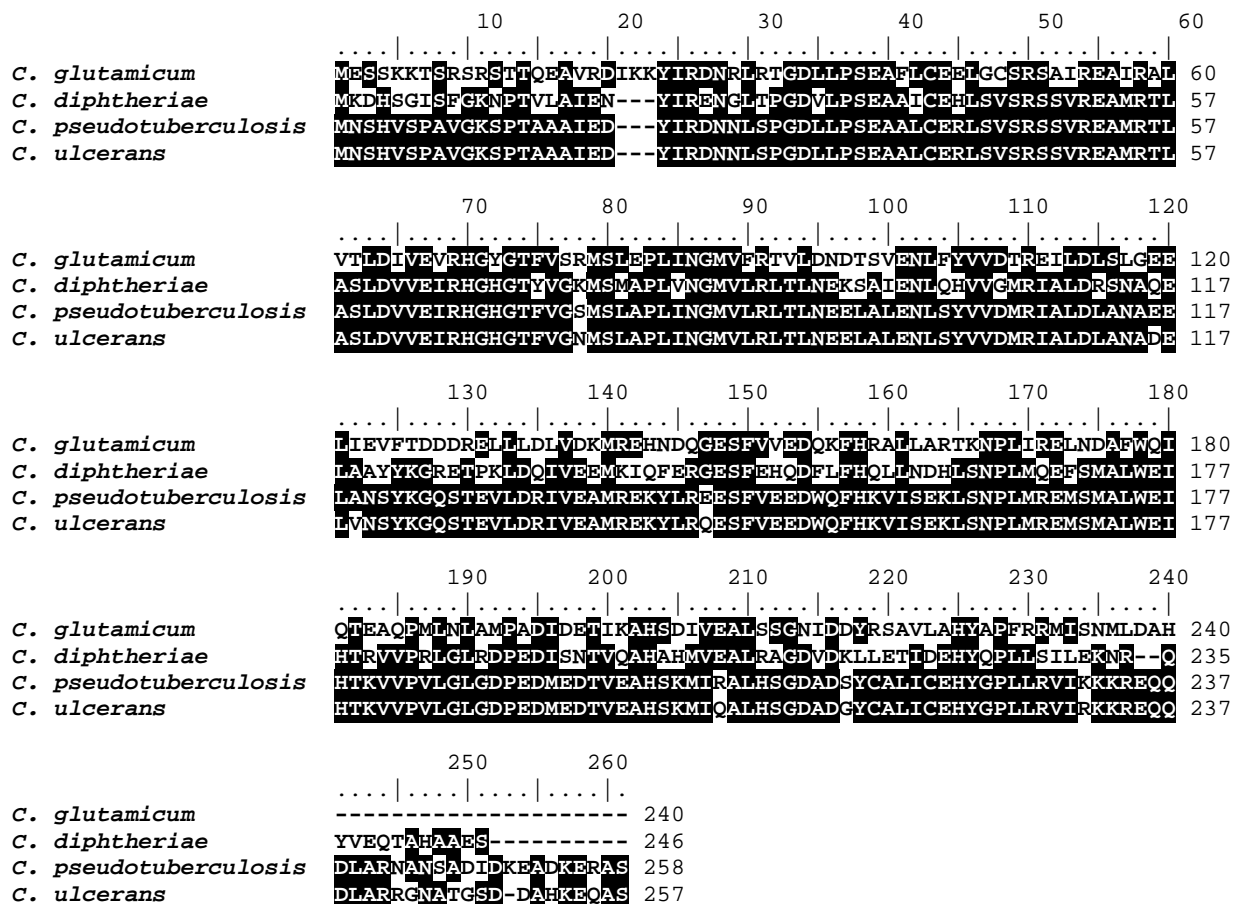 10 20 30 40 50 60
....|....|....|....|....|....|....|....|....|....|....|....|
C. glutamicum MESSKKTSRSRSTTQEAVRDIKKYIRDNRLRTGDLLPSEAFLCEELGCSRSAIREAIRAL 60
C. diphtheriae MKDHSGISFGKNPTVLAIEN---YIRENGLTPGDVLPSEAAICEHLSVSRSSVREAMRTL 57
C. pseudotuberculosis MNSHVSPAVGKSPTAAAIED---YIRDNNLSPGDLLPSEAALCERLSVSRSSVREAMRTL 57
C. ulcerans MNSHVSPAVGKSPTAAAIED---YIRDNNLSPGDLLPSEAALCERLSVSRSSVREAMRTL 57
70 80 90 100 110 120
....|....|....|....|....|....|....|....|....|....|....|....|
C. glutamicum VTLDIVEVRHGYGTFVSRMSLEPLINGMVFRTVLDNDTSVENLFYVVDTREILDLSLGEE 120
C. diphtheriae ASLDVVEIRHGHGTYVGKMSMAPLVNGMVLRLTLNEKSAIENLQHVVGMRIALDRSNAQE 117
C. pseudotuberculosis ASLDVVEIRHGHGTFVGSMSLAPLINGMVLRLTLNEELALENLSYVVDMRIALDLANAEE 117
C. ulcerans ASLDVVEIRHGHGTFVGNMSLAPLINGMVLRLTLNEELALENLSYVVDMRIALDLANADE 117
130 140 150 160 170 180
....|....|....|....|....|....|....|....|....|....|....|....|
C. glutamicum LIEVFTDDDRELLLDLVDKMREHNDQGESFVVEDQKFHRALLARTKNPLIRELNDAFWQI 180
C. diphtheriae LAAYYKGRETPKLDQIVEEMKIQFERGESFEHQDFLFHQLLNDHLSNPLMQEFSMALWEI 177
C. pseudotuberculosis LANSYKGQSTEVLDRIVEAMREKYLREESFVEEDWQFHKVISEKLSNPLMREMSMALWEI 177
C. ulcerans LVNSYKGQSTEVLDRIVEAMREKYLRQESFVEEDWQFHKVISEKLSNPLMREMSMALWEI 177
190 200 210 220 230 240
....|....|....|....|....|....|....|....|....|....|....|....|
C. glutamicum QTEAQPMLNLAMPADIDETIKAHSDIVEALSSGNIDDYRSAVLAHYAPFRRMISNMLDAH 240
C. diphtheriae HTRVVPRLGLRDPEDISNTVQAHAHMVEALRAGDVDKLLETIDEHYQPLLSILEKNR--Q 235
C. pseudotuberculosis HTKVVPVLGLGDPEDMEDTVEAHSKMIRALHSGDADSYCALICEHYGPLLRVIKKKREQQ 237
C. ulcerans HTKVVPVLGLGDPEDMEDTVEAHSKMIQALHSGDADGYCALICEHYGPLLRVIRKKREQQ 237
250 260
....|....|....|....|.
C. glutamicum --------------------- 240
C. diphtheriae YVEQTAHAAES---------- 246
C. pseudotuberculosis DLARNANSADIDKEADKERAS 258
C. ulcerans DLARRGNATGSD-DAHKEQAS 257